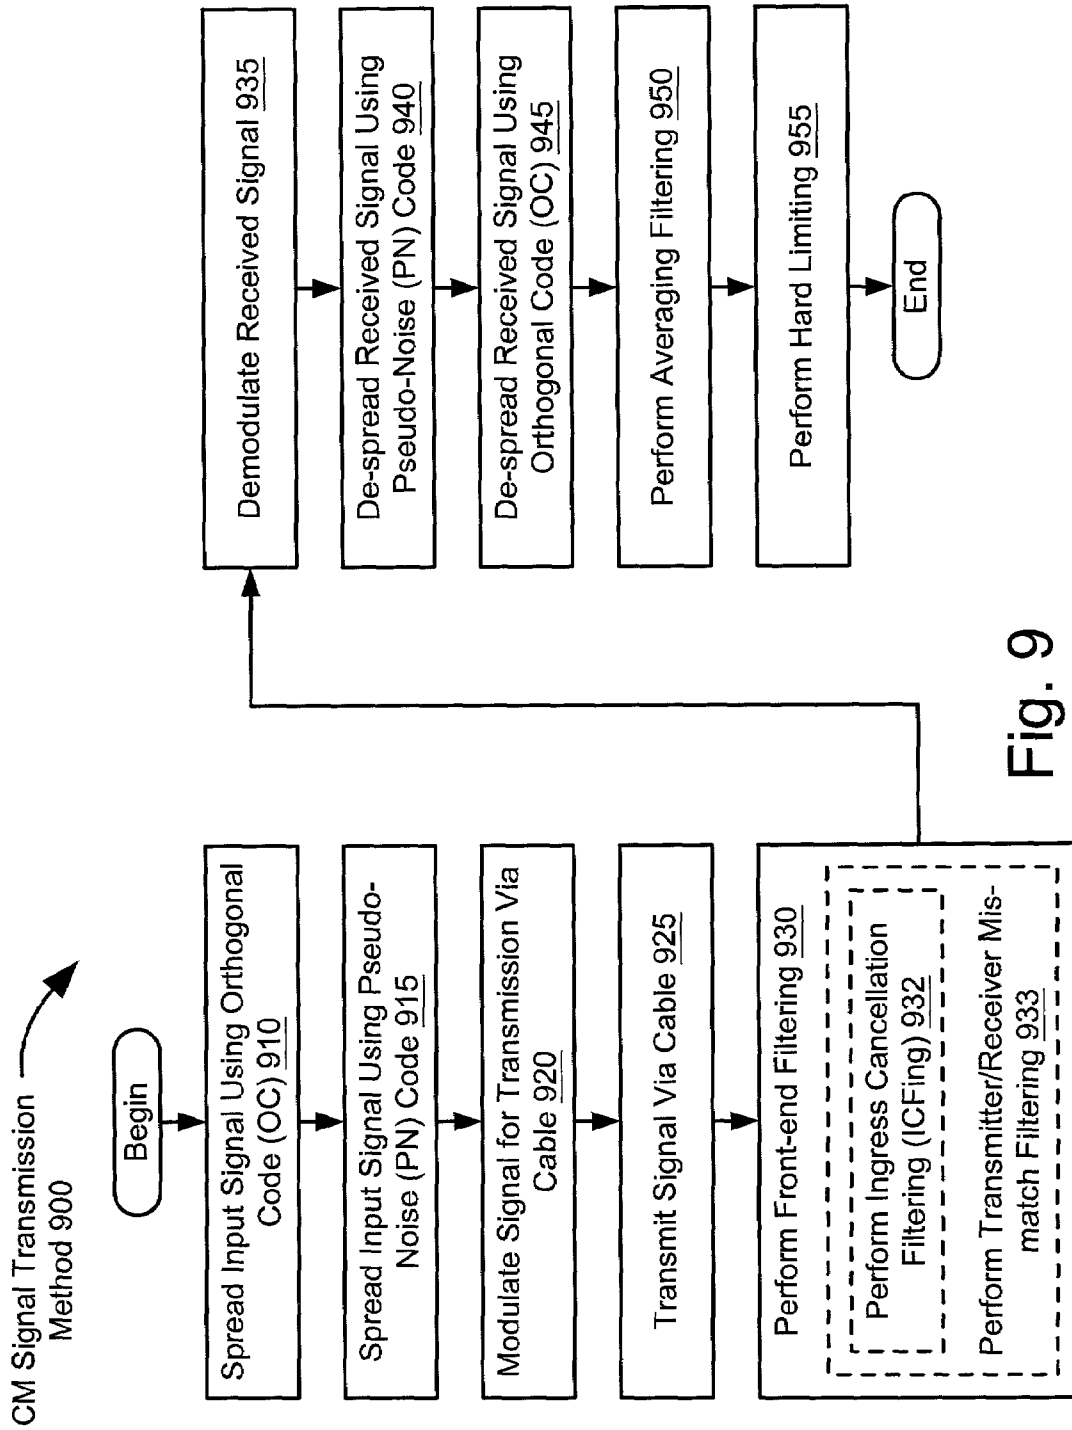 CM Signal Transmission
Method 900
Begin
Spread Input Signal Using Orthogonal
Code (OC) 910
Spread Input Signal Using Pseudo-
Noise (PN) Code 915
Modulate Signal for Transmission Via
Cable 920
Transmit Signal Via Cable 925
Perform Front-end Filtering 930
Perform Ingress Cancellation
Filtering (ICFing) 932
Perform Transmitter/Receiver Mis-
match Filtering 933
Demodulate Received Signal 935
De-spread Received Signal Using
Pseudo-Noise (PN) Code 940
De-spread Received Signal Using
Orthogonal Code (OC) 945
Perform Averaging Filtering 950
Perform Hard Limiting 955
End
Fig. 9